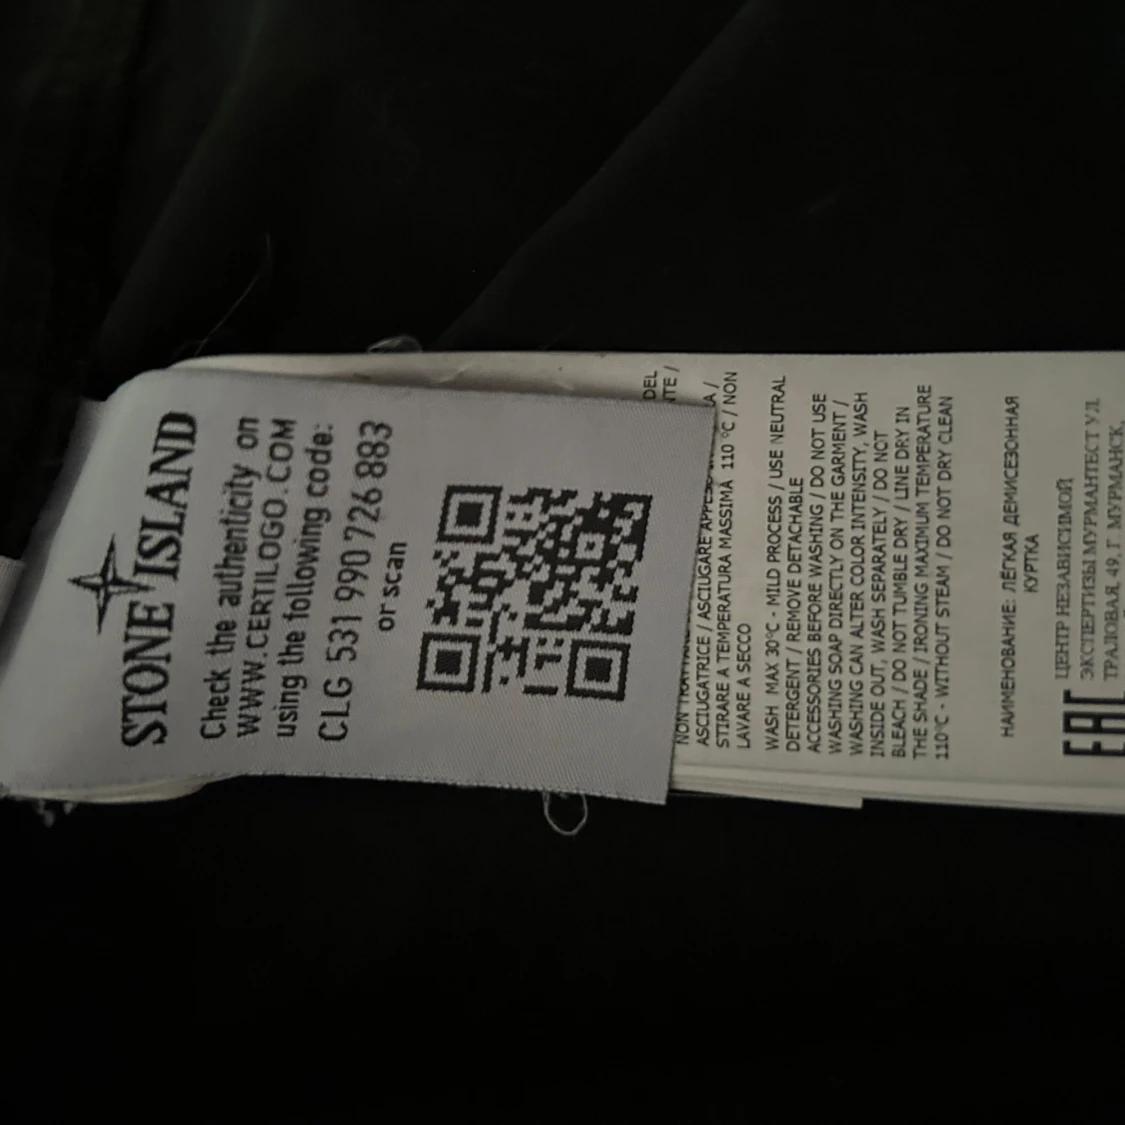 STONE ISLAND
Check the authenticity on
WWW.CERTILOGO.COM
using the following code:
CLG 531 990 726 883
or scan
DEL
ASCIUGATRICE / ASCIUGARE
STIRARE A TEMPERATURA MASSIMA 110 °C / NON
LAVARE A SECCO
WASH MAX 30°C - MILD PROCESS / USE NEUTRAL
DETERGENT / REMOVE DETACHABLE
ACCESSORIES BEFORE WASHING / DO NOT USE
WASHING SOAP DIRECTLY ON THE GARMENT /
WASHING CAN ALTER COLOR INTENSITY, WASH
INSIDE OUT, WASH SEPARATELY / DO NOT
BLEACH / DO NOT TUMBLE DRY / LINE DRY IN
THE SHADE / IRONING MAXIMUM TEMPERATURE
110°C - WITHOUT STEAM / DO NOT DRY CLEAN
НАИМЕНОВАНИЕ: ЛЁГКАЯ ДЕМИСЕЗОННАЯ
КУРТКА
EAC
ЦЕНТР НЕЗАВИСИМОЙ
ЭКСПЕРТИЗЫ МУРМАНТЕСТ УЛ.
ТРАЛОВАЯ, 49, Г. МУРМАНСК,